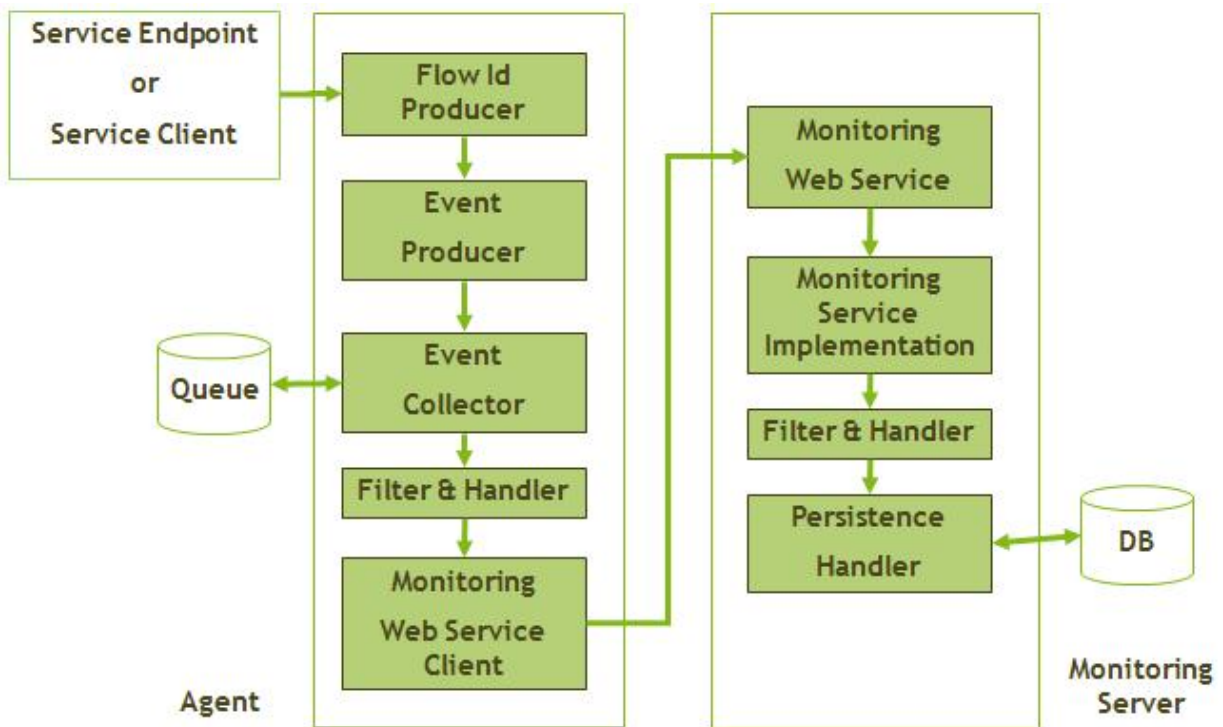 Service Endpoint
or
Service Client
Flow Id
Producer
Event
Producer
Event
Collector
Queue
Filter & Handler
Monitoring
Web Service
Client
Agent
Monitoring
Web Service
Monitoring
Service
Implementation
Filter & Handler
Persistence
Handler
DB
Monitoring
Server